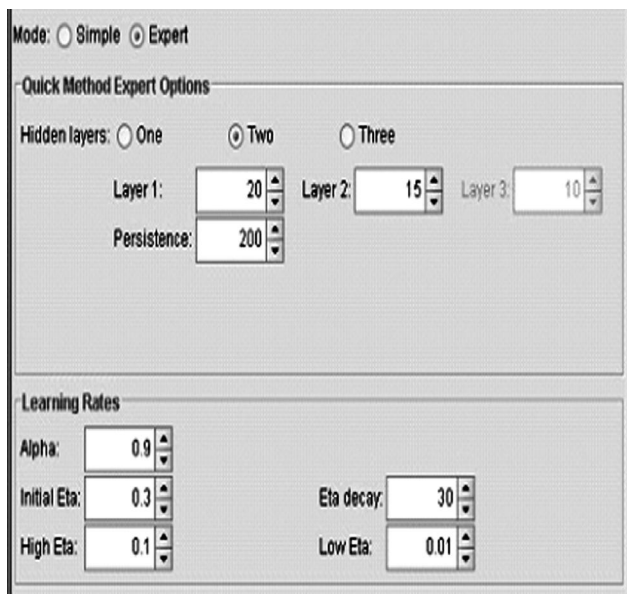 Mode: Simple Expert
Quick Method Expert Options
Hidden layers: One Two Three
Layer 1: 20 Layer 2: 15 Layer 3: 10
Persistence: 200
Learning Rates
Alpha: 0.9
Initial Eta: 0.3 Eta decay: 30
High Eta: 0.1 Low Eta: 0.01